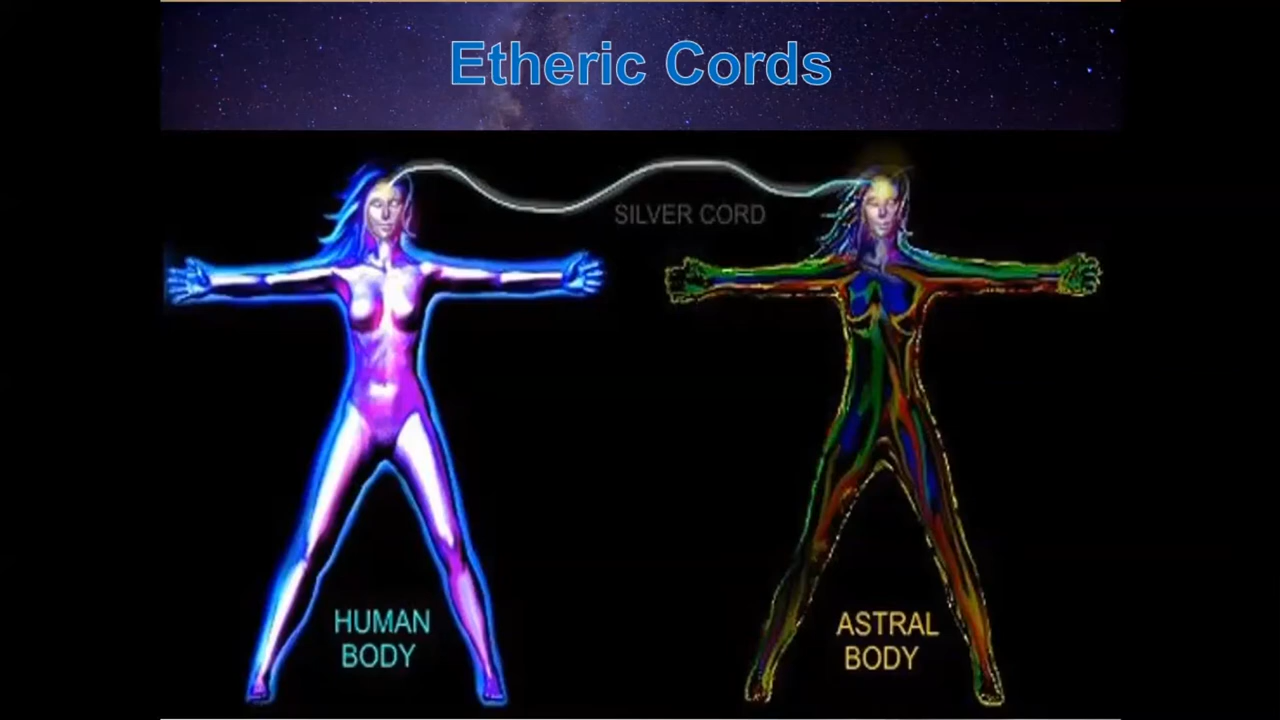 Etheric Cords
SILVER CORD
HUMAN
BODY
ASTRAL
BODY